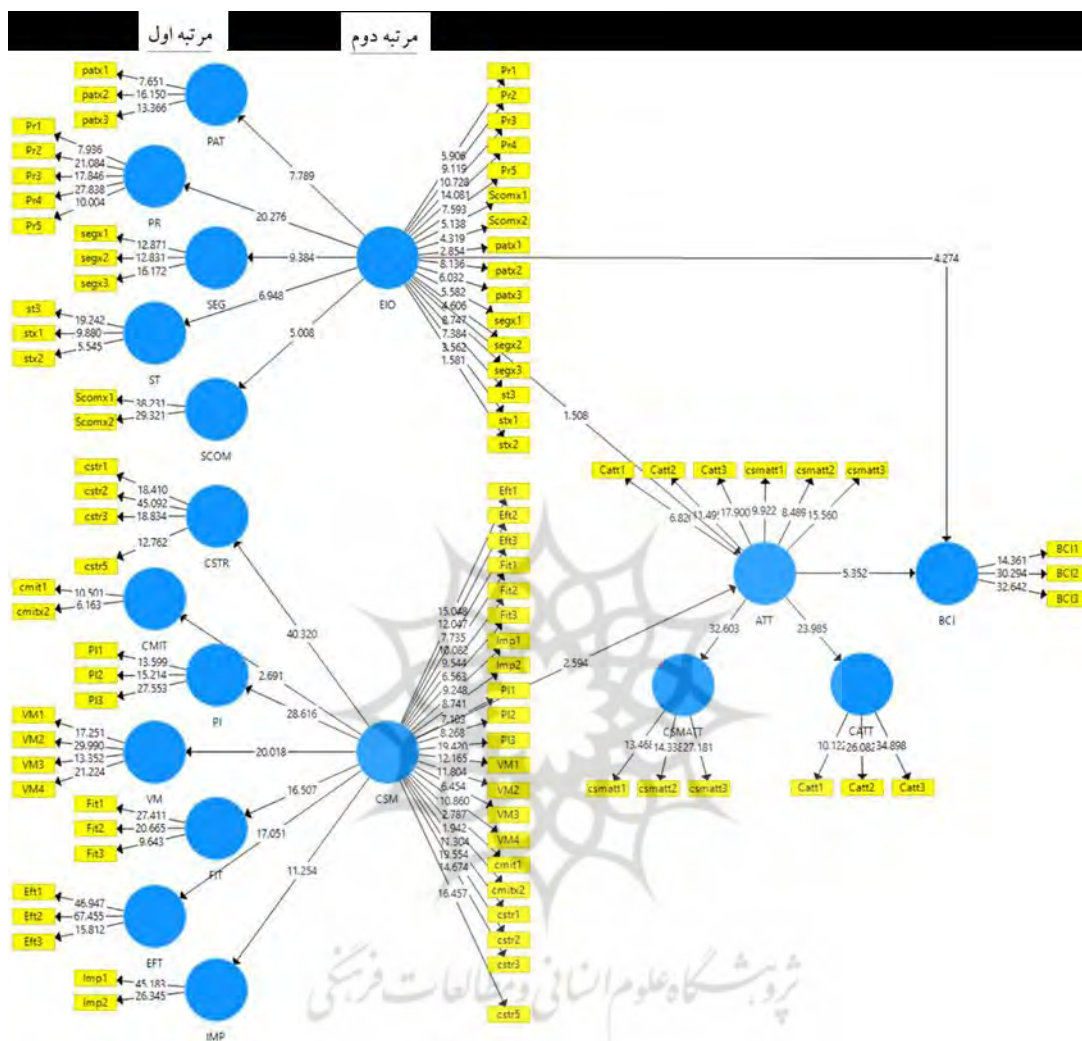 مرتبه اول
مرتبه دوم
patx1
patx2
patx3
7.651
16.150
13.366
PAT
Pr1
Pr2
Pr3
Pr4
Pr5
7.936
21.084
17.846
27.838
10.004
PR
segx1
segx2
segx3
12.871
12.831
16.172
SEG
st3
stx1
stx2
19.242
9.880
5.545
ST
Scomx1
Scomx2
38.231
29.321
SCOM
7.789
20.276
9.384
6.948
5.008
EIO
5.906
9.119
10.728
14.081
7.593
5.138
4.319
2.854
8.136
6.032
5.582
4.606
8.747
7.384
3.562
1.581
Pr1
Pr2
Pr3
Pr4
Pr5
Scomx1
Scomx2
patx1
patx2
patx3
segx1
segx2
segx3
st3
stx1
stx2
4.274
1.508
cstr1
cstr2
cstr3
cstr5
18.410
45.092
18.834
12.762
CSTR
cmit1
cmitx2
10.501
6.163
CMIT
PI1
PI2
PI3
13.599
15.214
27.553
PI
VM1
VM2
VM3
VM4
17.251
29.990
13.352
21.224
VM
Fit1
Fit2
Fit3
27.411
20.665
9.643
FIT
Eft1
Eft2
Eft3
46.947
67.455
15.812
EFT
Imp1
Imp2
45.183
26.345
IMP
40.320
2.691
28.616
20.018
16.507
17.051
11.254
CSM
15.048
12.047
7.735
10.082
9.544
6.563
9.248
8.741
7.103
8.268
19.420
12.165
11.804
6.454
10.860
2.787
1.942
11.304
19.554
14.674
16.457
Eft1
Eft2
Eft3
Fit1
Fit2
Fit3
Imp1
Imp2
PI1
PI2
PI3
VM1
VM2
VM3
VM4
cmit1
cmitx2
cstr1
cstr2
cstr3
cstr5
2.594
Catt1
Catt2
Catt3
csmatt1
csmatt2
csmatt3
17.900
9.922
8.489
15.560
ATT
5.352
BCI
14.361
30.294
32.642
BCI1
BCI2
BCI3
32.603
23.985
CSMATT
CATT
27.181
34.898
csmatt1
csmatt2
csmatt3
Catt1
Catt2
Catt3
پژوهشگاه علوم انسانی و مطالعات فرهنگی